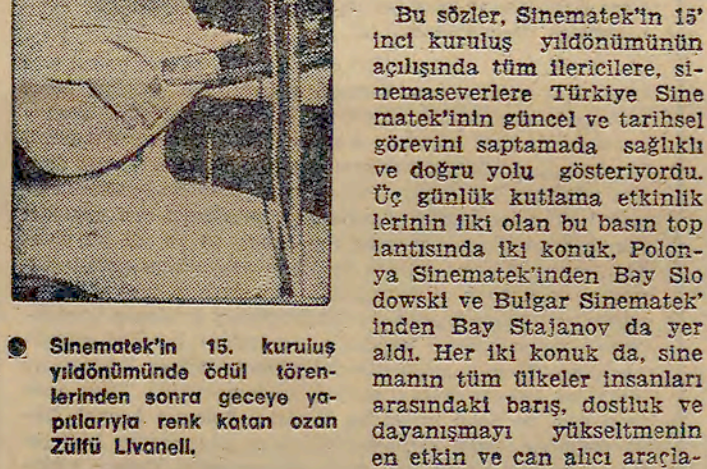 Sinematek'in 15. kuruluş
yıldönümünde ödül tören-
lerinden sonra geceye ya-
pıtlarıyla renk katan ozan
Zülfü Livaneli.
Bu sözler, Sinematek'in 15'
inci kuruluş yıldönümünün
açılışında tüm ilericilere, si-
nemaseverlere Türkiye Sine
matek'inin güncel ve tarihsel
görevini saptamada sağlıklı
ve doğru yolu gösteriyordu.
Üç günlük kutlama etkinlik
lerinin ilki olan bu basın top
lantısında iki konuk, Polon-
ya Sinematek'inden Bay Slo
dowski ve Bulgar Sinematek'
inden Bay Stajanov da yer
aldı. Her iki konuk da, sine
manın tüm ülkeler insanları
arasındaki barış, dostluk ve
dayanışmayı yükseltmenin
en etkin ve can alıcı araçla-